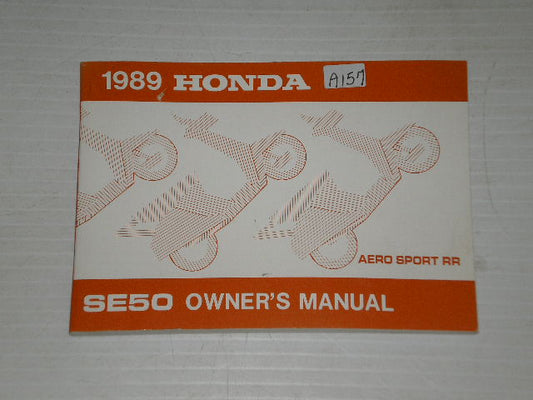 1989 HONDA A157
AERO SPORT RR
SE50 OWNER'S MANUAL